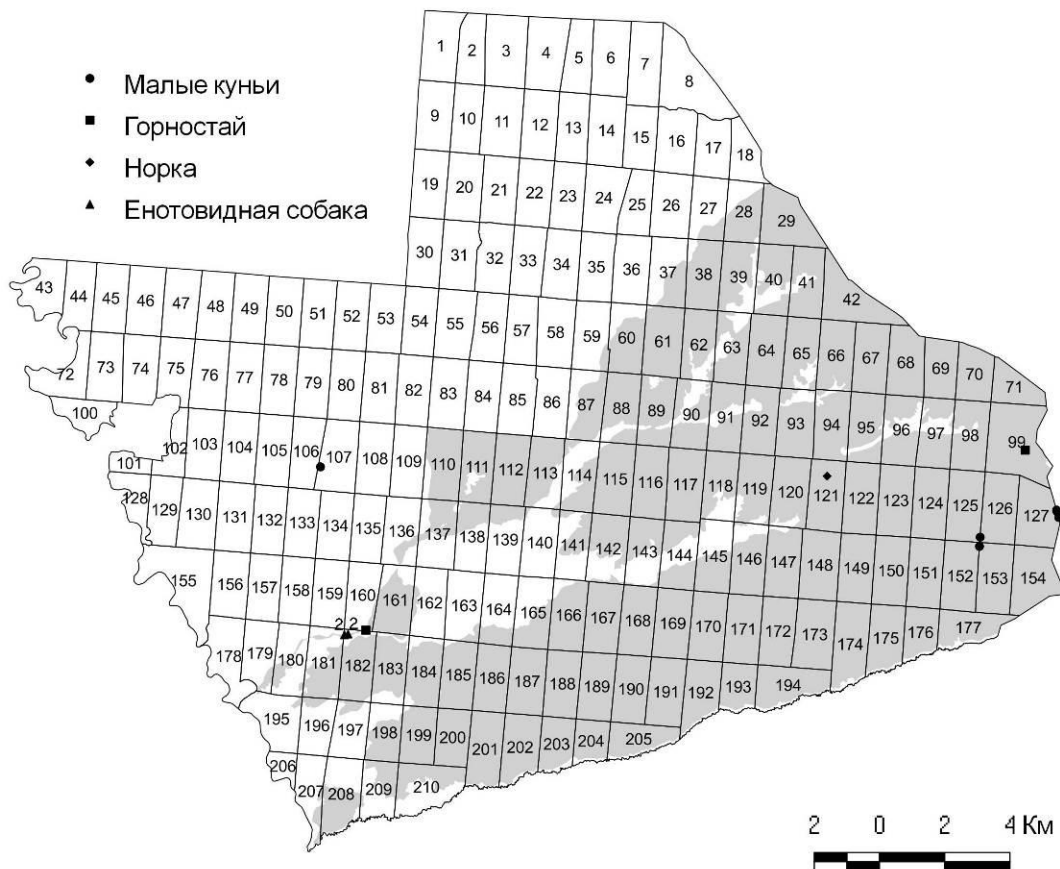 1 2 3 4 5 6 7 8
Малые куньи
Горностай
Норка
Енотовидная собака
9 10 11 12 13 14 15 16 17 18
19 20 21 22 23 24 25 26 27 28 29
30 31 32 33 34 35 36 37 38 39 40 41 42
43 44 45 46 47 48 49 50 51 52 53 54 55 56 57 58 59 60 61 62 63 64 65 66 67 68 69 70 71
72 73 74 75 76 77 78 79 80 81 82 83 84 85 86 87 88 89 90 91 92 93 94 95 96 97 98 99
100
101 102 103 104 105 106 107 108 109 110 111 112 113 114 115 116 117 118 119 120 121 122 123 124 125 126 127
128 129 130 131 132 133 134 135 136 137 138 139 140 141 142 143 144 145 146 147 148 149 150 151 152 153 154
155 156 157 158 159 160 161 162 163 164 165 166 167 168 169 170 171 172 173 174 175 176 177
2 2
178 179 180 181 182 183 184 185 186 187 188 189 190 191 192 193 194
195 196 197 198 199 200 201 202 203 204 205
206 207 208 209 210
2 0 2 4 Км